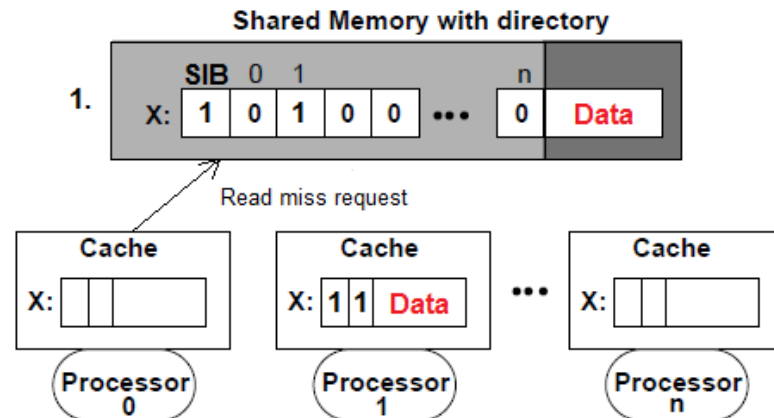 Shared Memory with directory
SIB 0 1 n
1. X: 1 0 1 0 0 ••• 0 Data
Read miss request
Cache Cache Cache
X: X: 1 1 Data ••• X:
Processor 0 Processor 1 Processor n